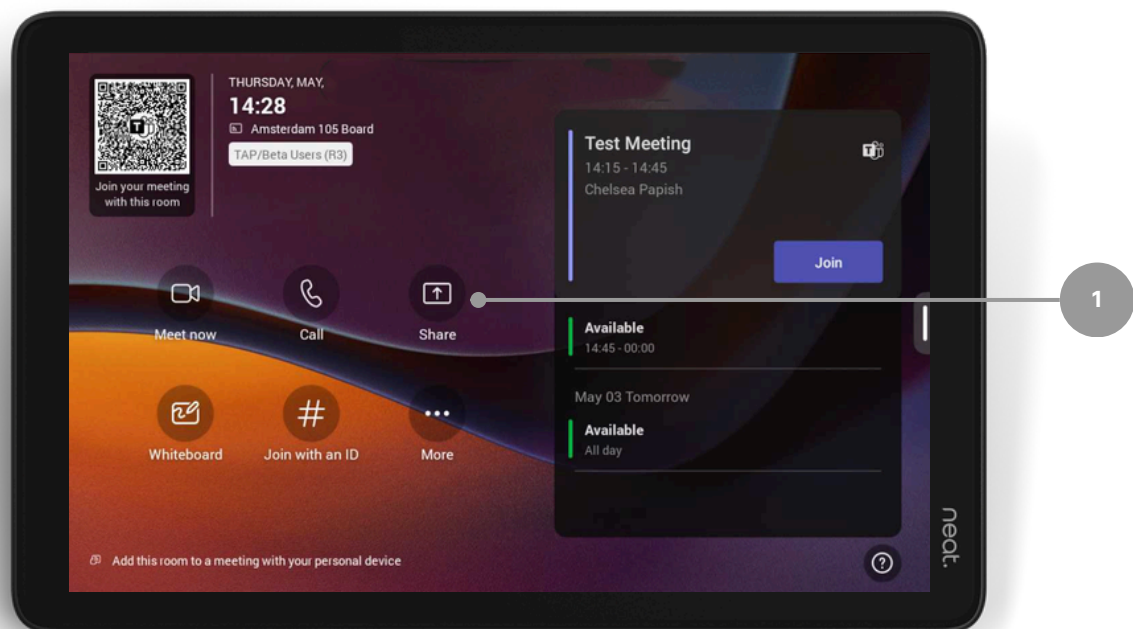 THURSDAY, MAY,
14:28
Amsterdam 105 Board
TAP/Beta Users (R3)
Join your meeting
with this room
Test Meeting
14:15 - 14:45
Chelsea Papish
Join
Meet now
Call
Share
1
Available
14:45 - 00:00
May 03 Tomorrow
Available
All day
Whiteboard
Join with an ID
More
Add this room to a meeting with your personal device
neat.